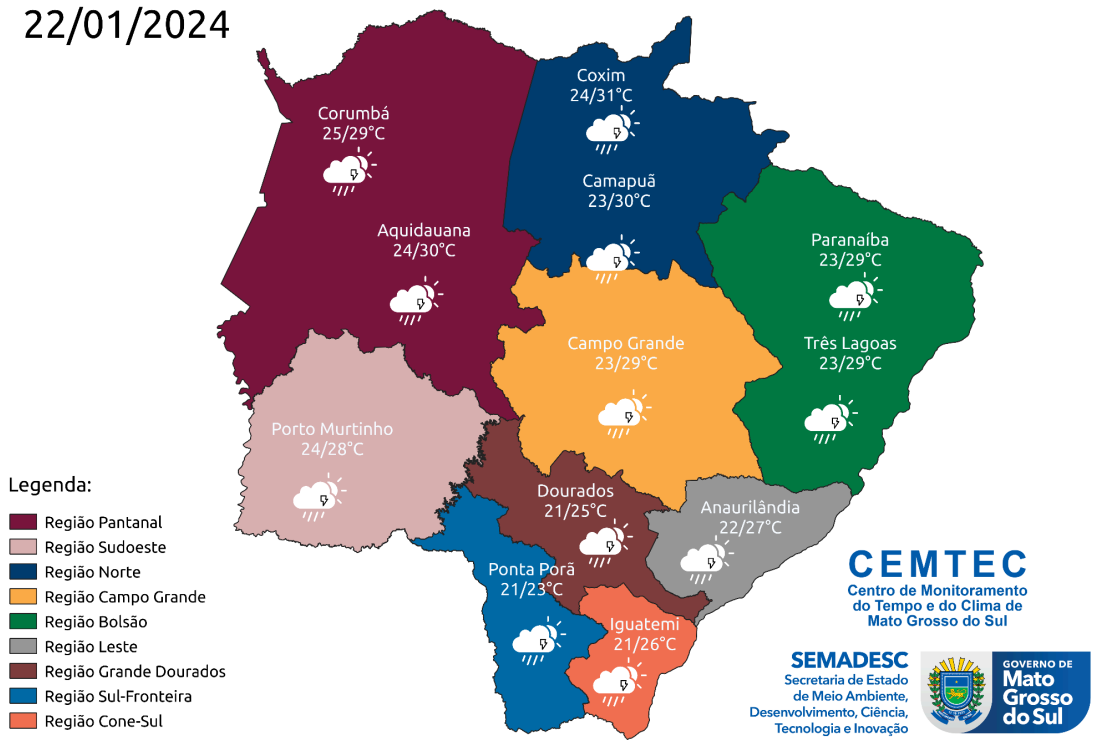 22/01/2024
Coxim
24/31°C
Corumbá
25/29°C
Camapuã
23/30°C
Aquidauana
24/30°C
Paranaíba
23/29°C
Campo Grande
23/29°C
Três Lagoas
23/29°C
Porto Murtinho
24/28°C
Dourados
21/25°C
Anaurilândia
22/27°C
Ponta Porã
21/23°C
Iguatemi
21/26°C
Legenda:
Região Pantanal
Região Sudoeste
Região Norte
Região Campo Grande
Região Bolsão
Região Leste
Região Grande Dourados
Região Sul-Fronteira
Região Cone-Sul
CEMTEC
Centro de Monitoramento
do Tempo e do Clima de
Mato Grosso do Sul
SEMADESC
Secretaria de Estado
de Meio Ambiente,
Desenvolvimento, Ciência,
Tecnologia e Inovação
GOVERNO DE
Mato
Grosso
do Sul